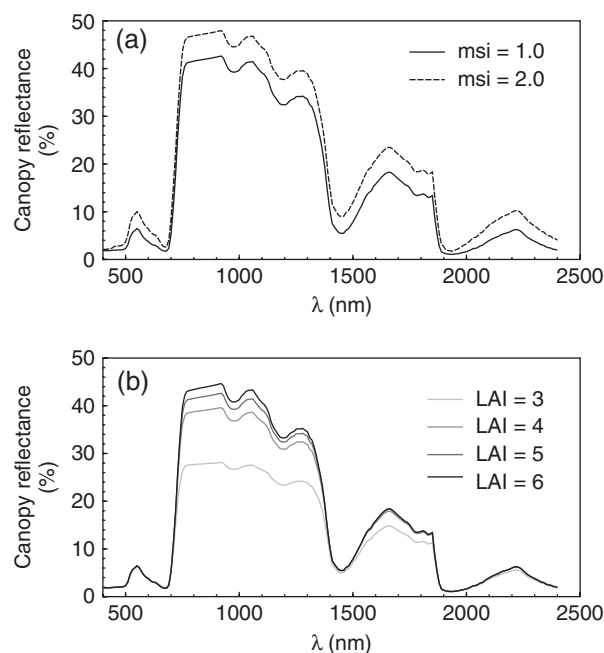 (a)
msi = 1.0
msi = 2.0
Canopy reflectance
(%)
50
40
30
20
10
0
500
1000
1500
2000
2500
λ (nm)
(b)
LAI = 3
LAI = 4
LAI = 5
LAI = 6
Canopy reflectance
(%)
50
40
30
20
10
0
500
1000
1500
2000
2500
λ (nm)